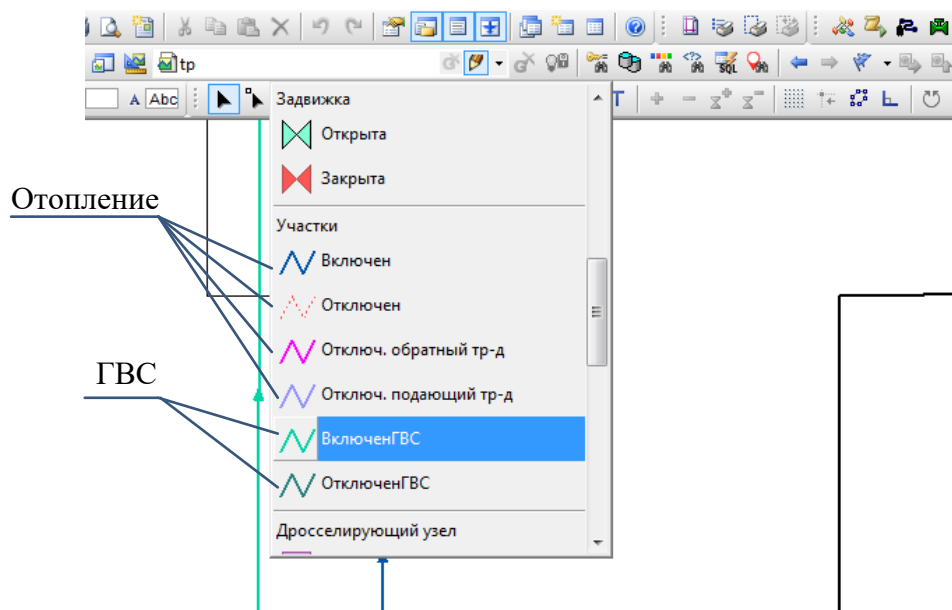 tp
SQL
A Abc
T
Задвижка
Открыта
Закрыта
Отопление
Участки
Включен
Отключен
Отключ. обратный тр-д
ГВС
Отключ. подающий тр-д
ВключенГВС
ОтключенГВС
Дросселирующий узел